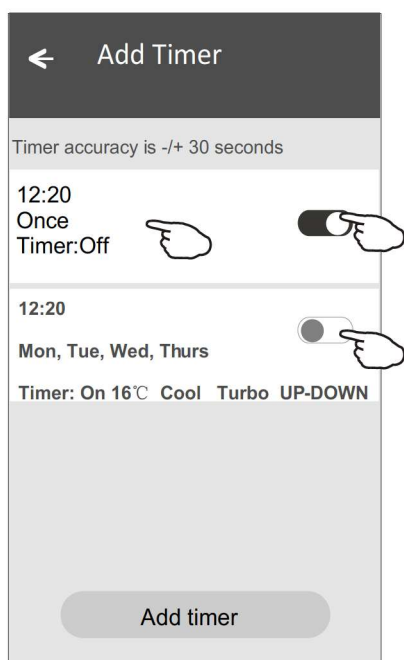 Add Timer
Timer accuracy is -/+ 30 seconds
12:20
Once
Timer:Off
12:20
Mon, Tue, Wed, Thurs
Timer: On 16℃ Cool Turbo UP-DOWN
Add timer